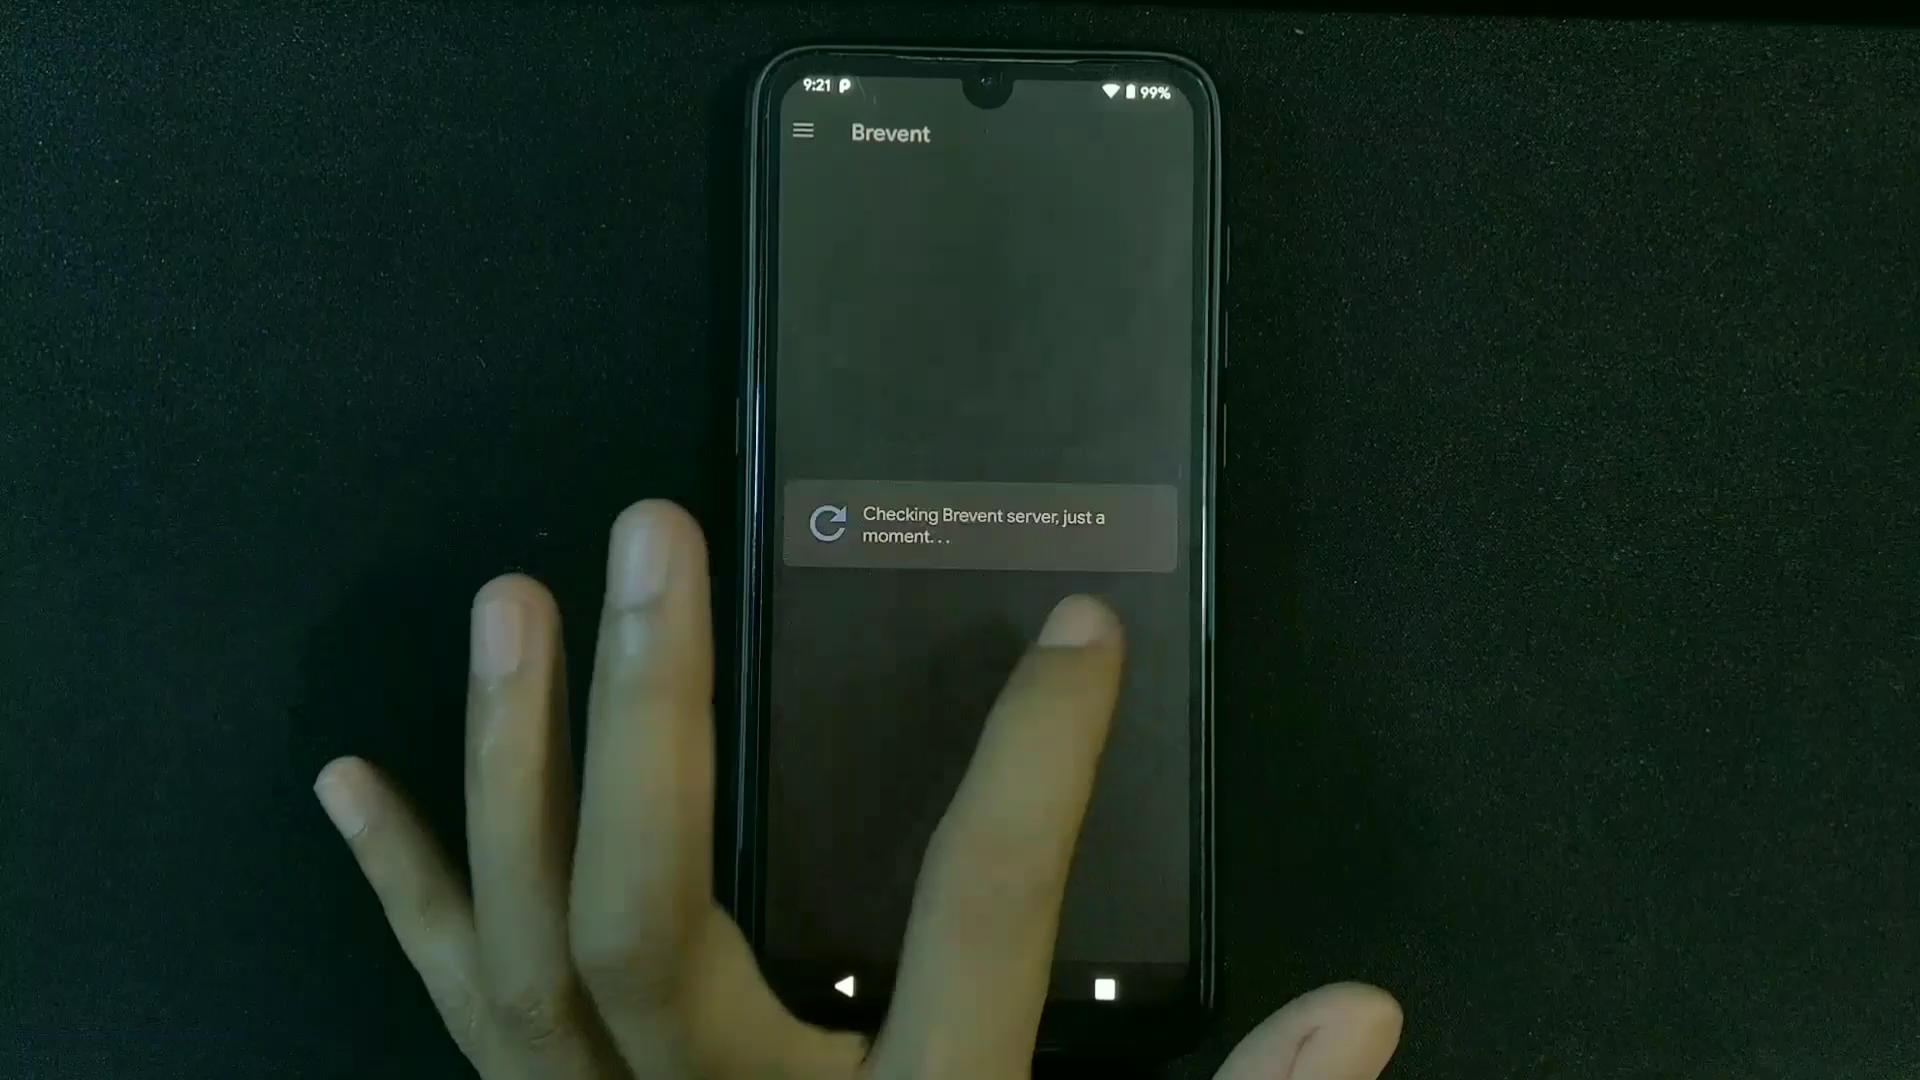 9:21 P
99%
Brevent
Checking Brevent server, just a
moment...